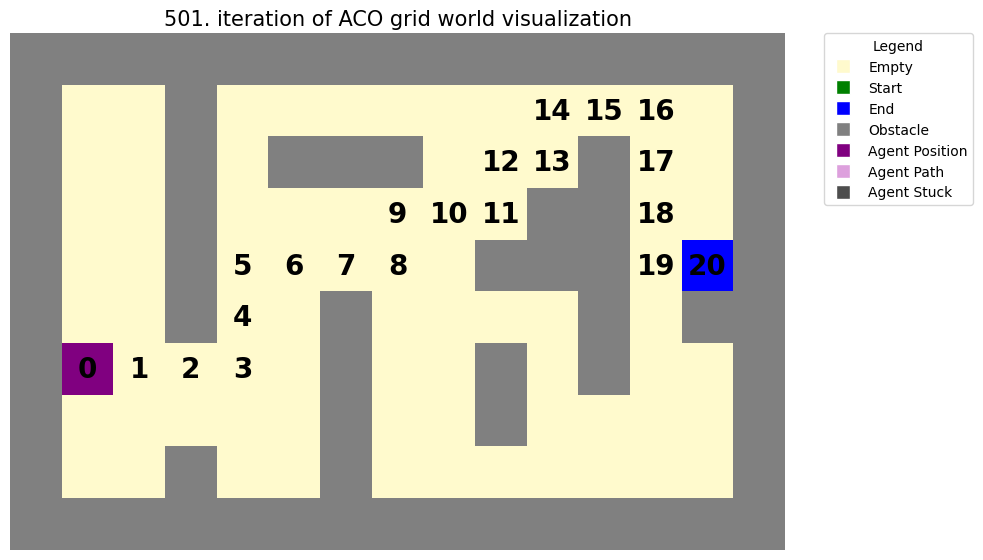 501. iteration of ACO grid world visualization
14 15 16
12 13 17
9 10 11 18
5 6 7 8 19 20
4
0 1 2 3
Legend
Empty
Start
End
Obstacle
Agent Position
Agent Path
Agent Stuck